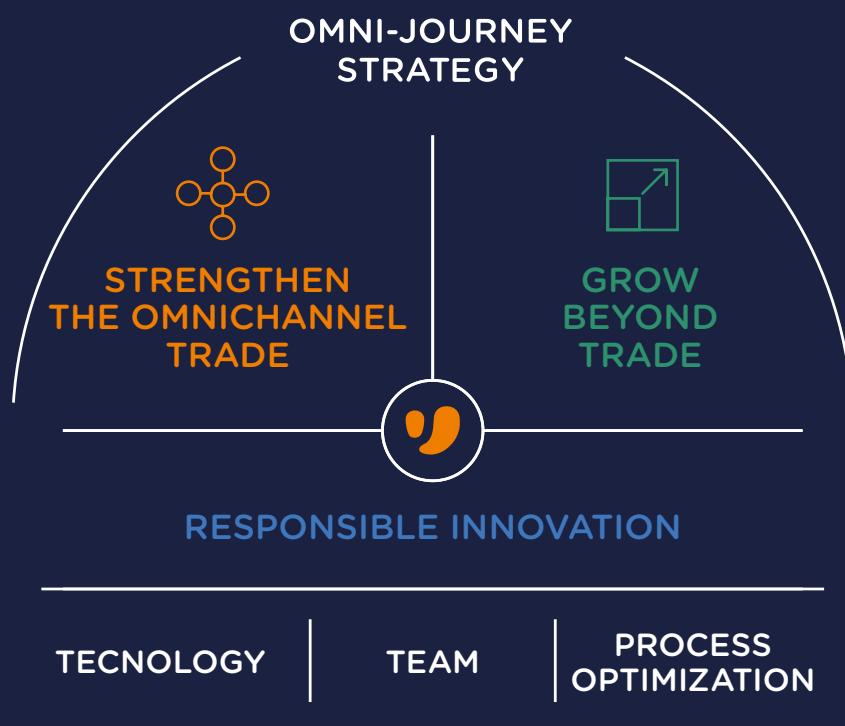 OMNI-JOURNEY
STRATEGY
STRENGTHEN
THE OMNICHANNEL
TRADE
GROW
BEYOND
TRADE
RESPONSIBLE INNOVATION
TECNOLOGY
TEAM
PROCESS
OPTIMIZATION